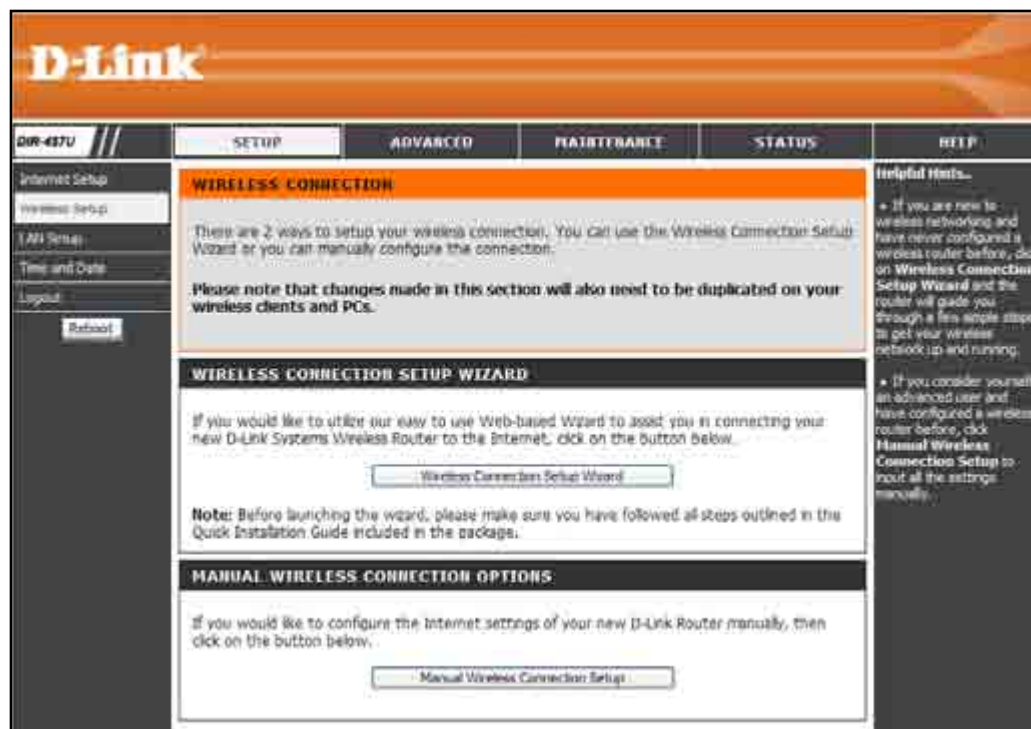 D-Link
DIR-457U
SETUP
ADVANCED
MAINTENANCE
STATUS
HELP
Internet Setup
Wireless Setup
LAN Setup
Time and Date
Logout
Reboot
WIRELESS CONNECTION
There are 2 ways to setup your wireless connection. You can use the Wireless Connection Setup
Wizard or you can manually configure the connection.
Please note that changes made in this section will also need to be duplicated on your
wireless clients and PCs.
WIRELESS CONNECTION SETUP WIZARD
If you would like to utilize our easy to use Web-based Wizard to assist you in connecting your
new D-Link Systems Wireless Router to the Internet, click on the button below.
Wireless Connection Setup Wizard
Note: Before launching the wizard, please make sure you have followed all steps outlined in the
Quick Installation Guide included in the package.
MANUAL WIRELESS CONNECTION OPTIONS
If you would like to configure the Internet settings of your new D-Link Router manually, then
click on the button below.
Manual Wireless Connection Setup
Helpful Hints...
• If you are new to
wireless networking and
have never configured a
wireless router before, clic
on Wireless Connection
Setup Wizard and the
router will guide you
through a few simple steps
to get your wireless
network up and running.
• If you consider yourself
an advanced user and
have configured a wireless
router before, click
Manual Wireless
Connection Setup to
input all the settings
manually.